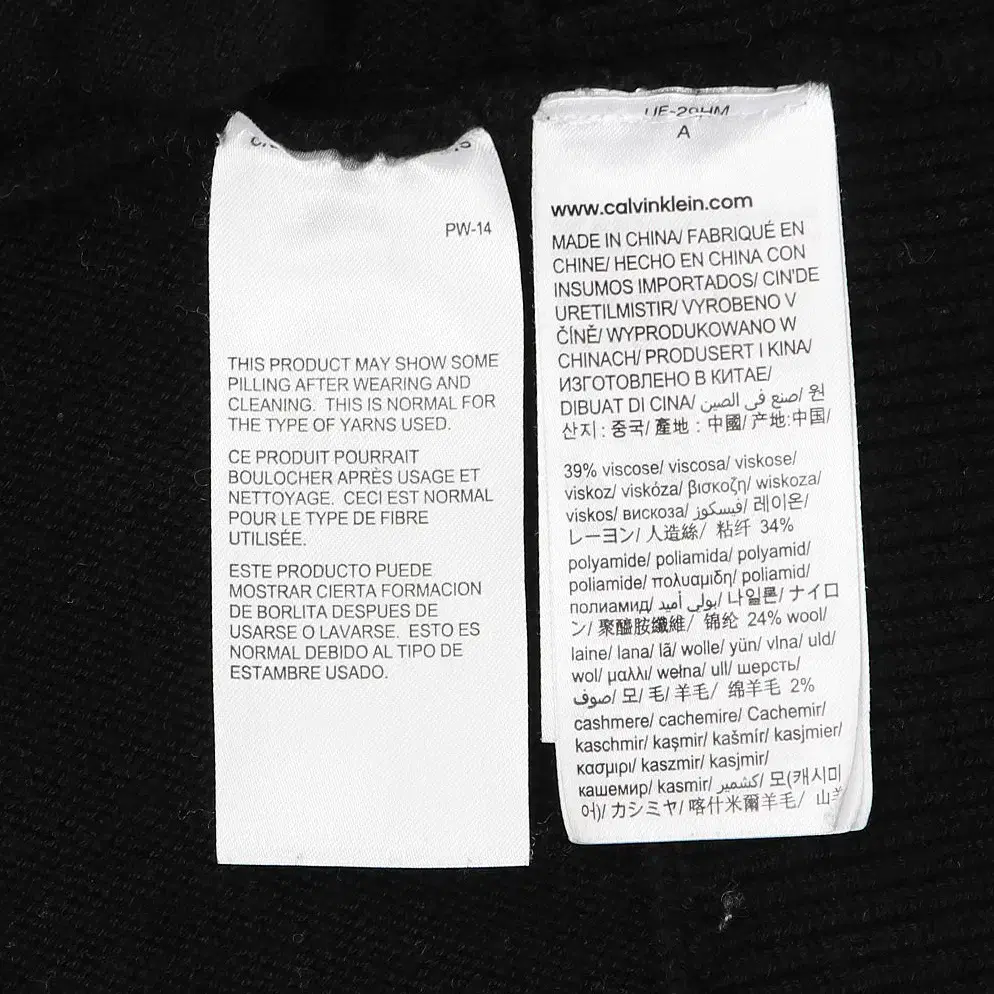 PW-14
THIS PRODUCT MAY SHOW SOME
PILLING AFTER WEARING AND
CLEANING. THIS IS NORMAL FOR
THE TYPE OF YARNS USED.
CE PRODUIT POURRAIT
BOULOCHER APRÈS USAGE ET
NETTOYAGE. CECI EST NORMAL
POUR LE TYPE DE FIBRE
UTILISÉE.
ESTE PRODUCTO PUEDE
MOSTRAR CIERTA FORMACION
DE BORLITA DESPUES DE
USARSE O LAVARSE. ESTO ES
NORMAL DEBIDO AL TIPO DE
ESTAMBRE USADO.
A
www.calvinklein.com
MADE IN CHINA/ FABRIQUÉ EN
CHINE/ HECHO EN CHINA CON
INSUMOS IMPORTADOS/ CIN'DE
URETILMISTIR/ VYROBENO V
ČÍNĚ/ WYPRODUKOWANO W
CHINACH/ PRODUSERT I KINA/
ИЗГОТОВЛЕНО В КИТАЕ/
DIBUAT DI CINA/ صنع في الصين/ 원
산지 : 중국/ 產地 : 中國/ 产地:中国/
39% viscose/ viscosa/ viskose/
viskoz/ viskóza/ βισκοζη/ wiskoza/
viskos/ вискоза/ فيسكوز/ 레이온/
レーヨン/ 人造絲/ 粘纤 34%
polyamide/ poliamida/ polyamid/
poliamide/ πολυαμιδη/ poliamid/
полиамид/ بولي أميد/ 나일론/ ナイロ
ン/ 聚醯胺纖維/ 锦纶 24% wool/
laine/ lana/ lã/ wolle/ yün/ vlna/ uld/
wol/ μαλλι/ wełna/ ull/ шерсть/
صوف/ 모/ 毛/ 羊毛/ 绵羊毛 2%
cashmere/ cachemire/ Cachemir/
kaschmir/ kaşmir/ kašmír/ kasjmier/
κασμιρι/ kaszmir/ kasjmir/
кашемир/ kasmir/ كشمير/ 모(캐시미
어)/ カシミヤ/ 喀什米爾羊毛/ 山羊